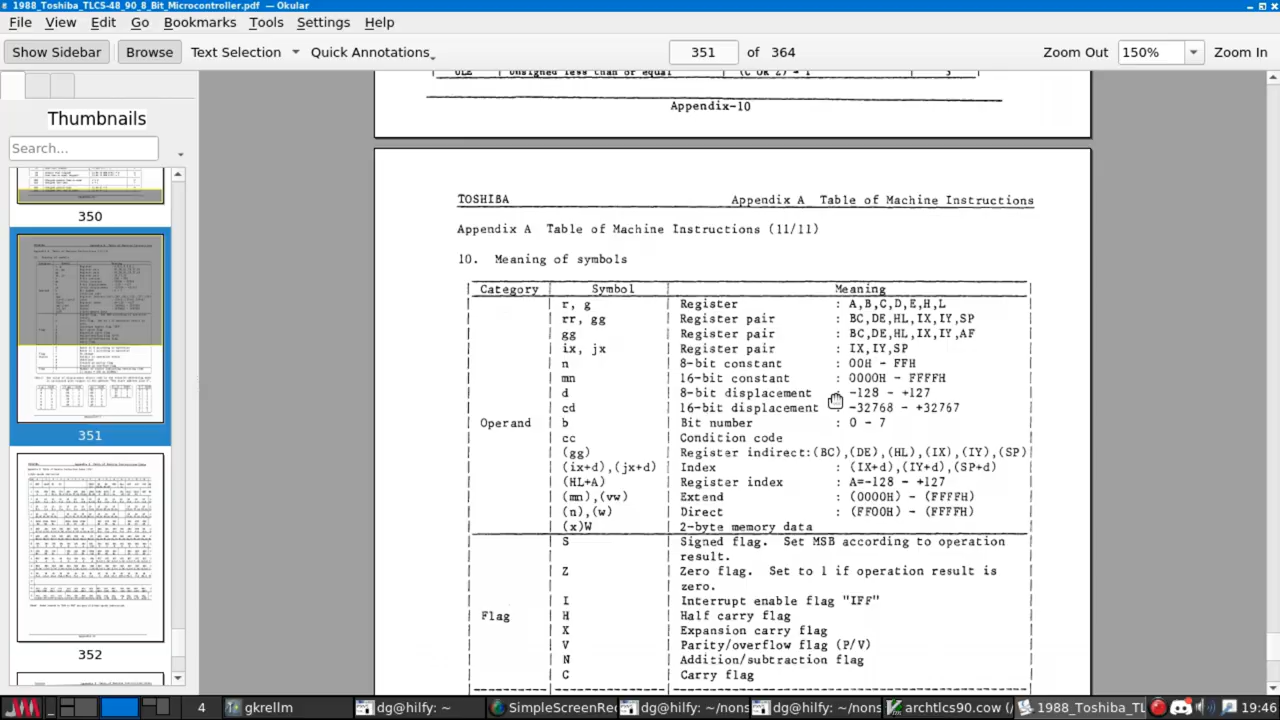 1988_Toshiba_TLCS-48_90_8_Bit_Microcontroller.pdf — Okular
File View Edit Go Bookmarks Tools Settings Help
Show Sidebar Browse Text Selection Quick Annotations 351 of 364 Zoom Out 150% Zoom In
Thumbnails
Search...
350
351
352
ULE Unsigned less than or equal (C OR Z) = 1
Appendix-10
TOSHIBA Appendix A Table of Machine Instructions
Appendix A Table of Machine Instructions (11/11)
10. Meaning of symbols
Category Symbol Meaning
r, g Register : A,B,C,D,E,H,L
rr, gg Register pair : BC,DE,HL,IX,IY,SP
gg Register pair : BC,DE,HL,IX,IY,AF
ix, jx Register pair : IX,IY,SP
n 8-bit constant : 00H - FFH
mn 16-bit constant : 0000H - FFFFH
d 8-bit displacement -128 - +127
cd 16-bit displacement -32768 - +32767
Operand b Bit number : 0 - 7
cc Condition code
(gg) Register indirect:(BC),(DE),(HL),(IX),(IY),(SP)
(ix+d),(jx+d) Index : (IX+d),(IY+d),(SP+d)
(HL+A) Register index : A=-128 - +127
(mn),(vw) Extend : (0000H) - (FFFFH)
(n),(w) Direct : (FF00H) - (FFFFH)
(x)W 2-byte memory data
S Signed flag. Set MSB according to operation
result.
Z Zero flag. Set to 1 if operation result is
zero.
I Interrupt enable flag "IFF"
Flag H Half carry flag
X Expansion carry flag
V Parity/overflow flag (P/V)
N Addition/subtraction flag
C Carry flag
4 gkrellm dg@hilfy: ~ SimpleScreenRec dg@hilfy: ~/nons dg@hilfy: ~/nons archtlcs90.cow (/ 1988_Toshiba_TL 19:46